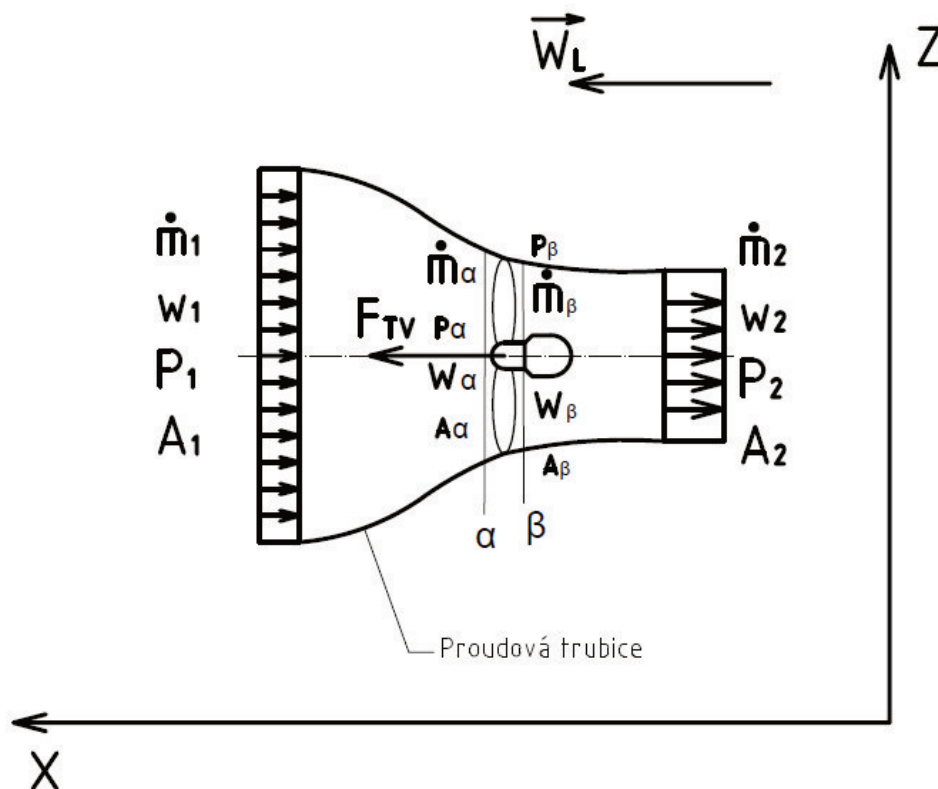 W_L
Z
ṁ₁
W₁
P₁
A₁
ṁα
Pβ
ṁβ
F_TV
Pα
Wα
Aα
Wβ
Aβ
ṁ₂
W₂
P₂
A₂
α
β
Proudová trubice
X